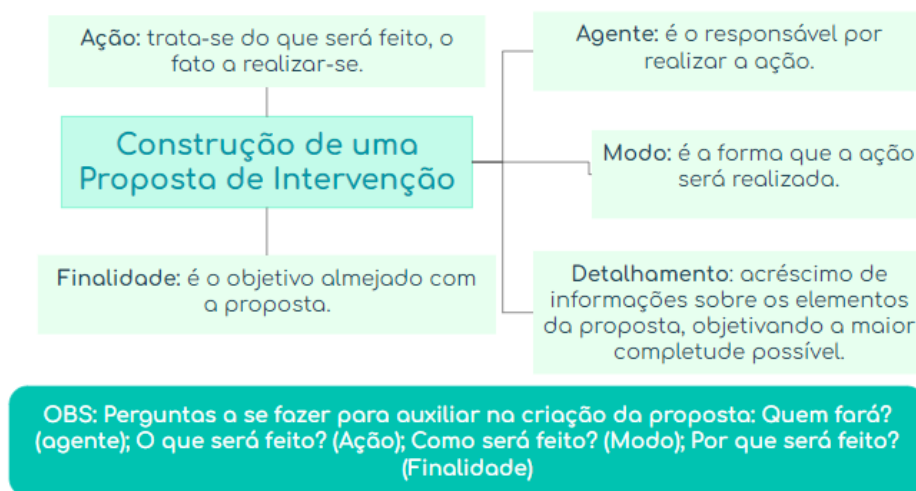 Ação: trata-se do que será feito, o
fato a realizar-se.
Agente: é o responsável por
realizar a ação.
Construção de uma
Proposta de Intervenção
Modo: é a forma que a ação
será realizada.
Finalidade: é o objetivo almejado com
a proposta.
Detalhamento: acréscimo de
informações sobre os elementos
da proposta, objetivando a maior
completude possível.
OBS: Perguntas a se fazer para auxiliar na criação da proposta: Quem fará?
(agente); O que será feito? (Ação); Como será feito? (Modo); Por que será feito?
(Finalidade)